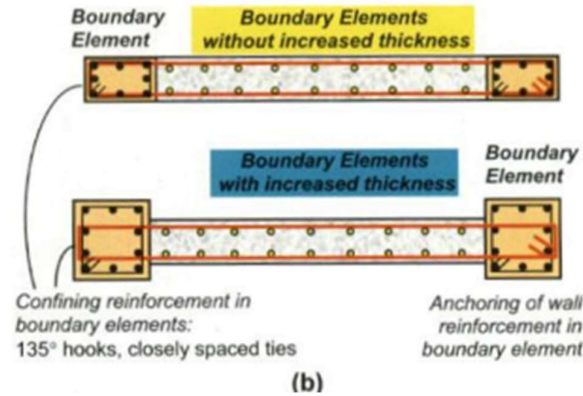 Boundary
Element
Boundary Elements
without increased thickness
Boundary Elements
with increased thickness
Boundary
Element
Confining reinforcement in
boundary elements:
135° hooks, closely spaced ties
Anchoring of wall
reinforcement in
boundary element
(b)